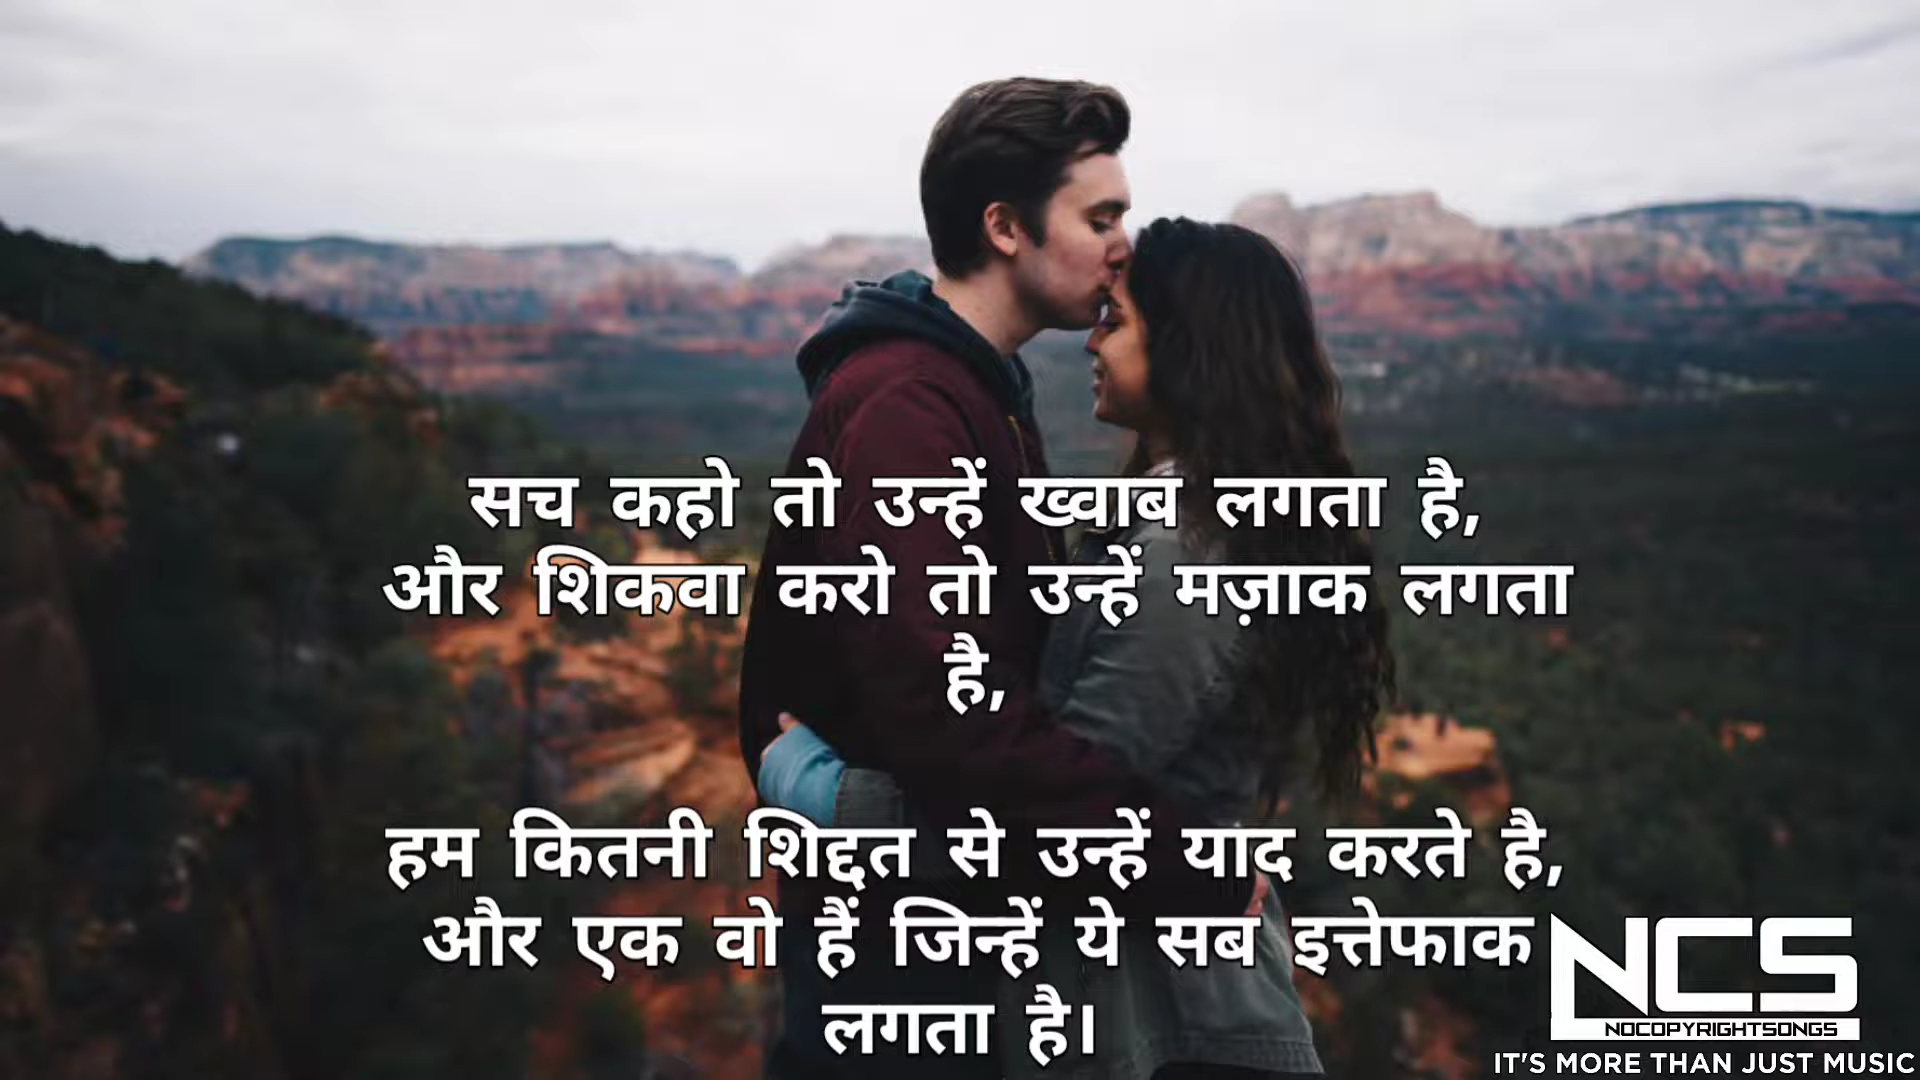 सच कहो तो उन्हें ख्वाब लगता है,
और शिकवा करो तो उन्हें मज़ाक लगता
है,
हम कितनी शिद्दत से उन्हें याद करते है,
और एक वो हैं जिन्हें ये सब इत्तेफाक
लगता है।
NCS
NOCOPYRIGHTSONGS
IT'S MORE THAN JUST MUSIC